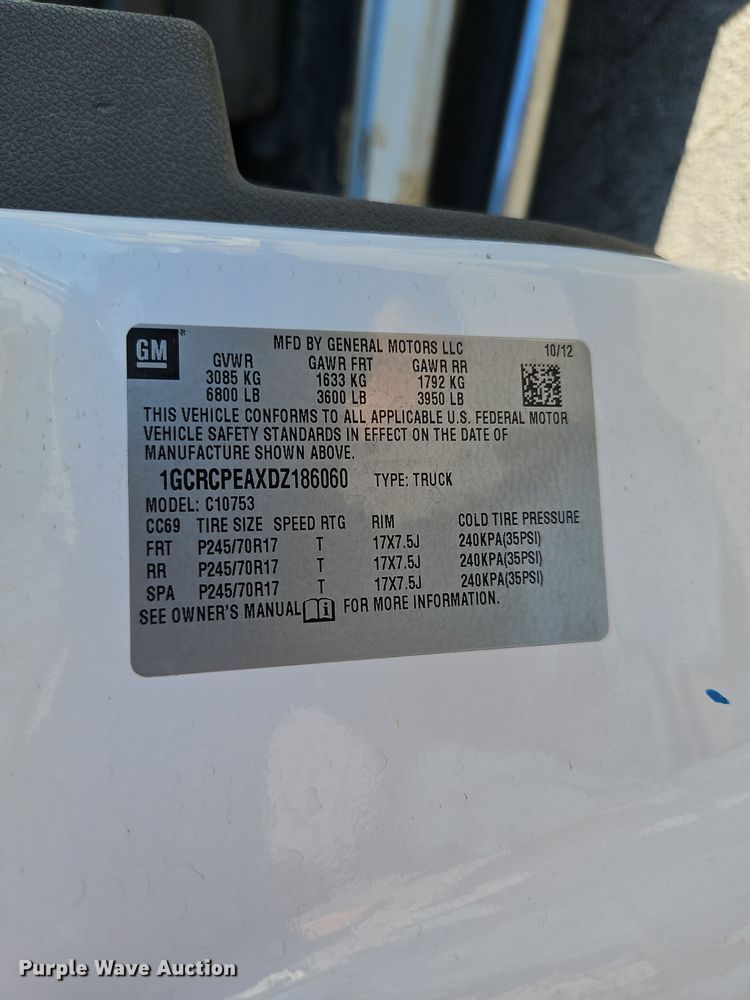 GM
MFD BY GENERAL MOTORS LLC 10/12
GVWR GAWR FRT GAWR RR
3085 KG 1633 KG 1792 KG
6800 LB 3600 LB 3950 LB
THIS VEHICLE CONFORMS TO ALL APPLICABLE U.S. FEDERAL MOTOR
VEHICLE SAFETY STANDARDS IN EFFECT ON THE DATE OF
MANUFACTURE SHOWN ABOVE.
1GCRCPEAXDZ186060 TYPE: TRUCK
MODEL: C10753
CC69 TIRE SIZE SPEED RTG RIM COLD TIRE PRESSURE
FRT P245/70R17 T 17X7.5J 240KPA(35PSI)
RR P245/70R17 T 17X7.5J 240KPA(35PSI)
SPA P245/70R17 T 17X7.5J 240KPA(35PSI)
SEE OWNER'S MANUAL i FOR MORE INFORMATION.
Purple Wave Auction